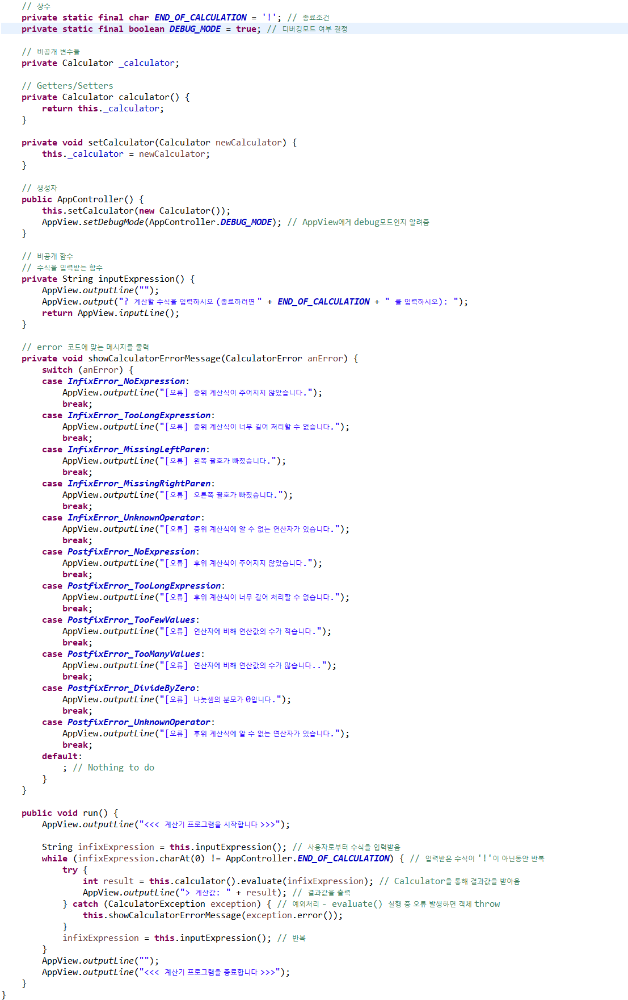 // 상수
private static final char END_OF_CALCULATION = '!'; // 종료조건
private static final boolean DEBUG_MODE = true; // 디버깅모드 여부 결정
// 비공개 변수들
private Calculator _calculator;
// Getters/Setters
private Calculator calculator() {
return this._calculator;
}
private void setCalculator(Calculator newCalculator) {
this._calculator = newCalculator;
}
// 생성자
public AppController() {
this.setCalculator(new Calculator());
AppView.setDebugMode(AppController.DEBUG_MODE); // AppView에게 debug모드인지 알려줌
}
// 비공개 함수
// 수식을 입력받는 함수
private String inputExpression() {
AppView.outputLine("");
AppView.output("? 계산할 수식을 입력하시오 (종료하려면 " + END_OF_CALCULATION + " 를 입력하시오): ");
return AppView.inputLine();
}
// error 코드에 맞는 메시지를 출력
private void showCalculatorErrorMessage(CalculatorError anError) {
switch (anError) {
case InfixError_NoExpression:
AppView.outputLine("[오류] 중위 계산식이 주어지지 않았습니다.");
break;
case InfixError_TooLongExpression:
AppView.outputLine("[오류] 중위 계산식이 너무 길어 처리할 수 없습니다.");
break;
case InfixError_MissingLeftParen:
AppView.outputLine("[오류] 왼쪽 괄호가 빠졌습니다.");
break;
case InfixError_MissingRightParen:
AppView.outputLine("[오류] 오른쪽 괄호가 빠졌습니다.");
break;
case InfixError_UnknownOperator:
AppView.outputLine("[오류] 중위 계산식에 알 수 없는 연산자가 있습니다.");
break;
case PostfixError_NoExpression:
AppView.outputLine("[오류] 후위 계산식이 주어지지 않았습니다.");
break;
case PostfixError_TooLongExpression:
AppView.outputLine("[오류] 후위 계산식이 너무 길어 처리할 수 없습니다.");
break;
case PostfixError_TooFewValues:
AppView.outputLine("[오류] 연산자에 비해 연산값의 수가 적습니다.");
break;
case PostfixError_TooManyValues:
AppView.outputLine("[오류] 연산자에 비해 연산값의 수가 많습니다..");
break;
case PostfixError_DivideByZero:
AppView.outputLine("[오류] 나눗셈의 분모가 0입니다.");
break;
case PostfixError_UnknownOperator:
AppView.outputLine("[오류] 후위 계산식에 알 수 없는 연산자가 있습니다.");
break;
default:
; // Nothing to do
}
}
public void run() {
AppView.outputLine("<<< 계산기 프로그램을 시작합니다 >>>");
String infixExpression = this.inputExpression(); // 사용자로부터 수식을 입력받음
while (infixExpression.charAt(0) != AppController.END_OF_CALCULATION) { // 입력받은 수식이 '!'이 아닌동안 반복
try {
int result = this.calculator().evaluate(infixExpression); // Calculator을 통해 결과값을 받아옴
AppView.outputLine("> 계산값: " + result); // 결과값을 출력
} catch (CalculatorException exception) { // 예외처리 - evaluate() 실행 중 오류 발생하면 객체 throw
this.showCalculatorErrorMessage(exception.error());
}
infixExpression = this.inputExpression(); // 반복
}
AppView.outputLine("");
AppView.outputLine("<<< 계산기 프로그램을 종료합니다 >>>");
}
}